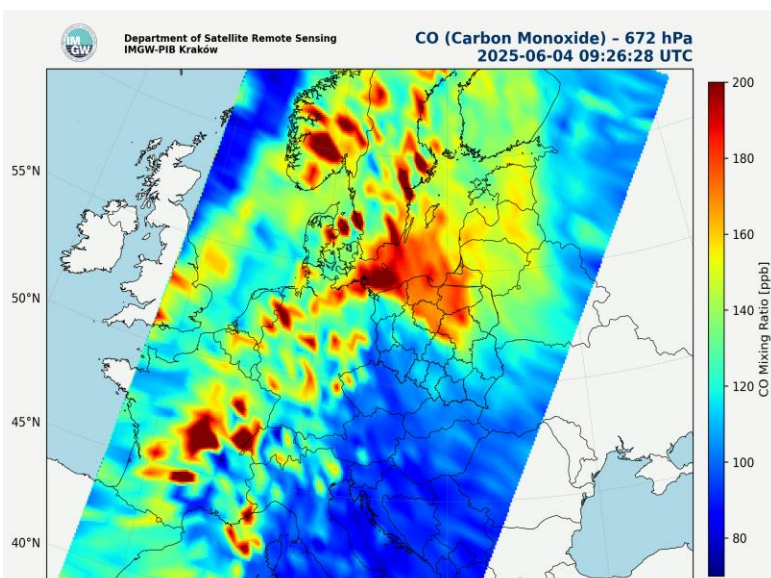 IM
GW
Department of Satellite Remote Sensing
IMGW-PIB Kraków
CO (Carbon Monoxide) – 672 hPa
2025-06-04 09:26:28 UTC
55°N
50°N
45°N
40°N
200
180
160
140
120
100
80
CO Mixing Ratio [ppb]